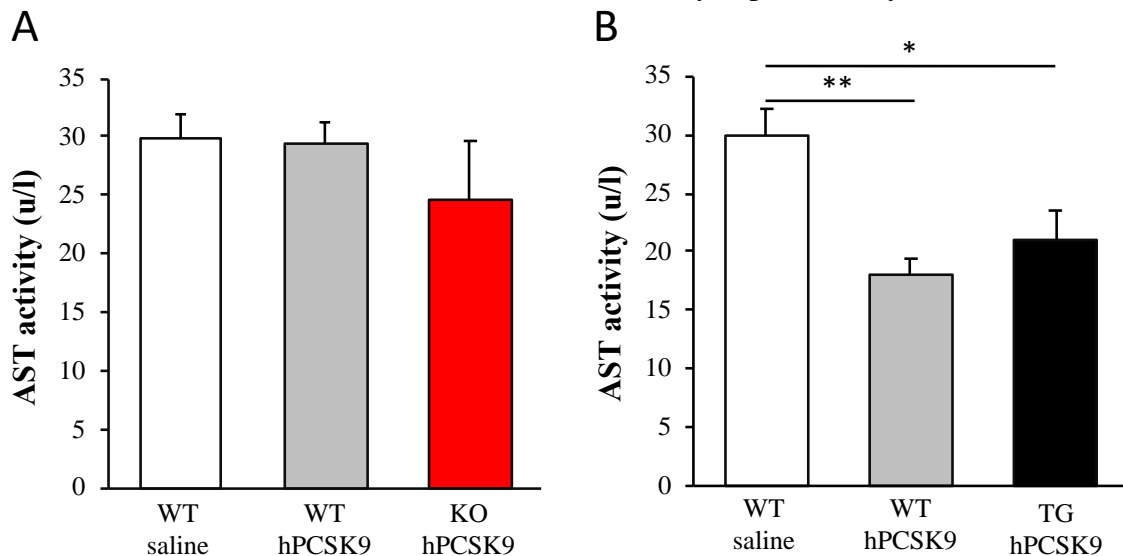 A
AST activity (u/l)
35
30
25
20
15
10
5
0
WT
saline
WT
hPCSK9
KO
hPCSK9
B
AST activity (u/l)
*
**
35
30
25
20
15
10
5
0
WT
saline
WT
hPCSK9
TG
hPCSK9